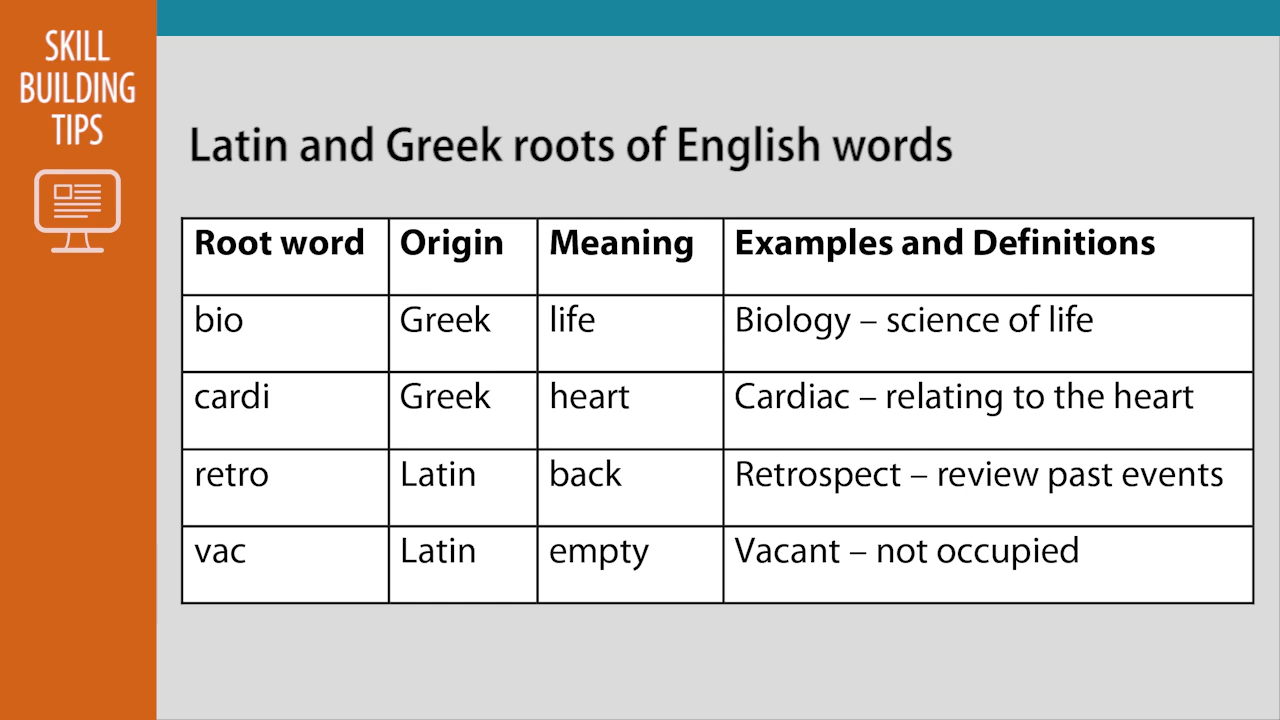 SKILL
BUILDING
TIPS
Latin and Greek roots of English words
Root word Origin Meaning Examples and Definitions
bio Greek life Biology – science of life
cardi Greek heart Cardiac – relating to the heart
retro Latin back Retrospect – review past events
vac Latin empty Vacant – not occupied